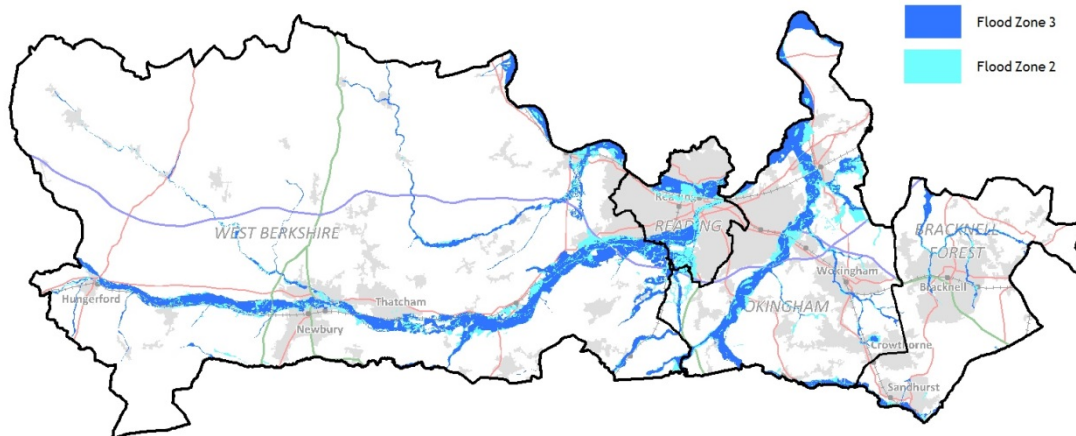 Flood Zone 3
Flood Zone 2
Reading
READING
WEST BERKSHIRE
BRACKNELL
FOREST
Hungerford
Thatcham
Newbury
Wokingham
Bracknell
OKINGHAM
Crowthorne
Sandhurst